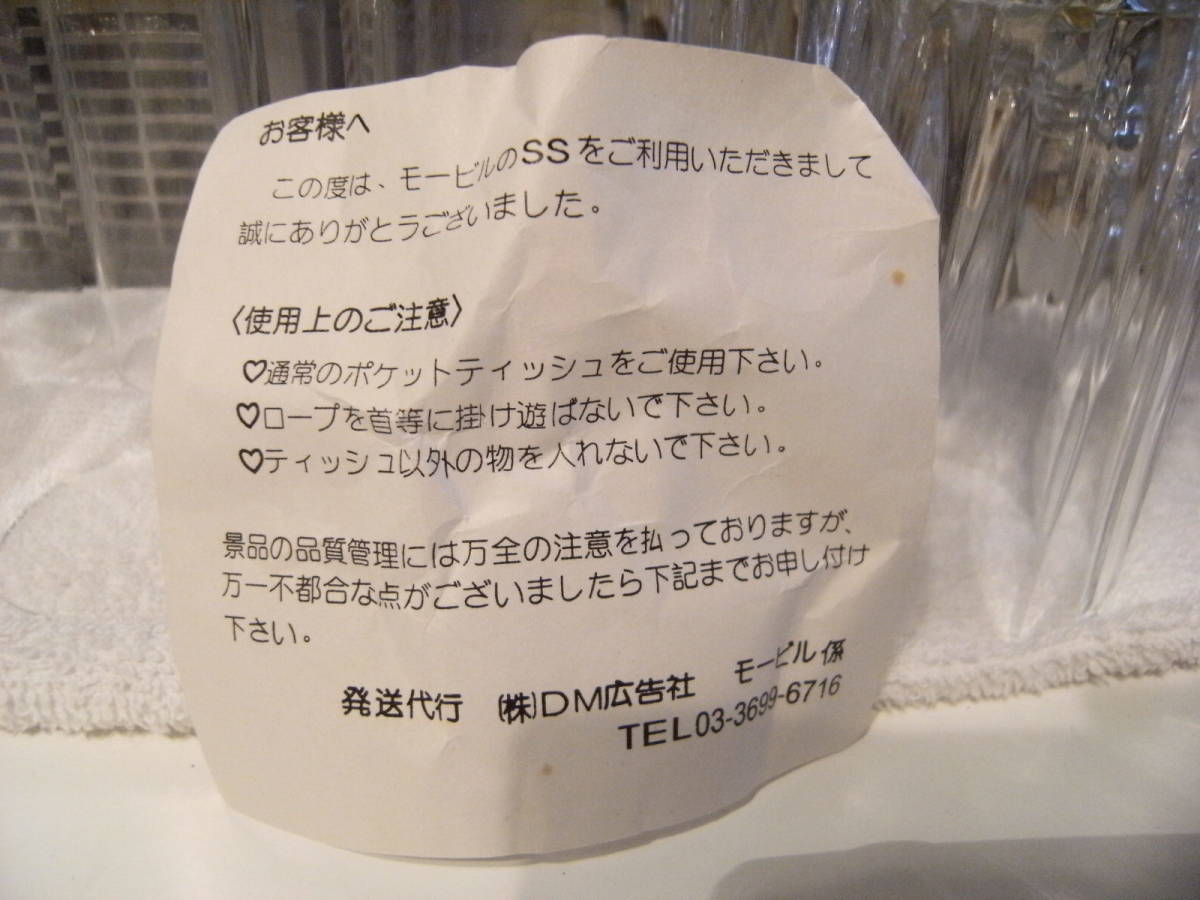 お客様へ
この度は、モービルのSSをご利用いただきまして
誠にありがとうございました。
〈使用上のご注意〉
♡通常のポケットティッシュをご使用下さい。
♡ロープを首等に掛け遊ばないで下さい。
♡ティッシュ以外の物を入れないで下さい。
景品の品質管理には万全の注意を払っておりますが、
万一不都合な点がございましたら下記までお申し付け
下さい。
発送代行 (株)DM広告社 モービル係
TEL03-3699-6716